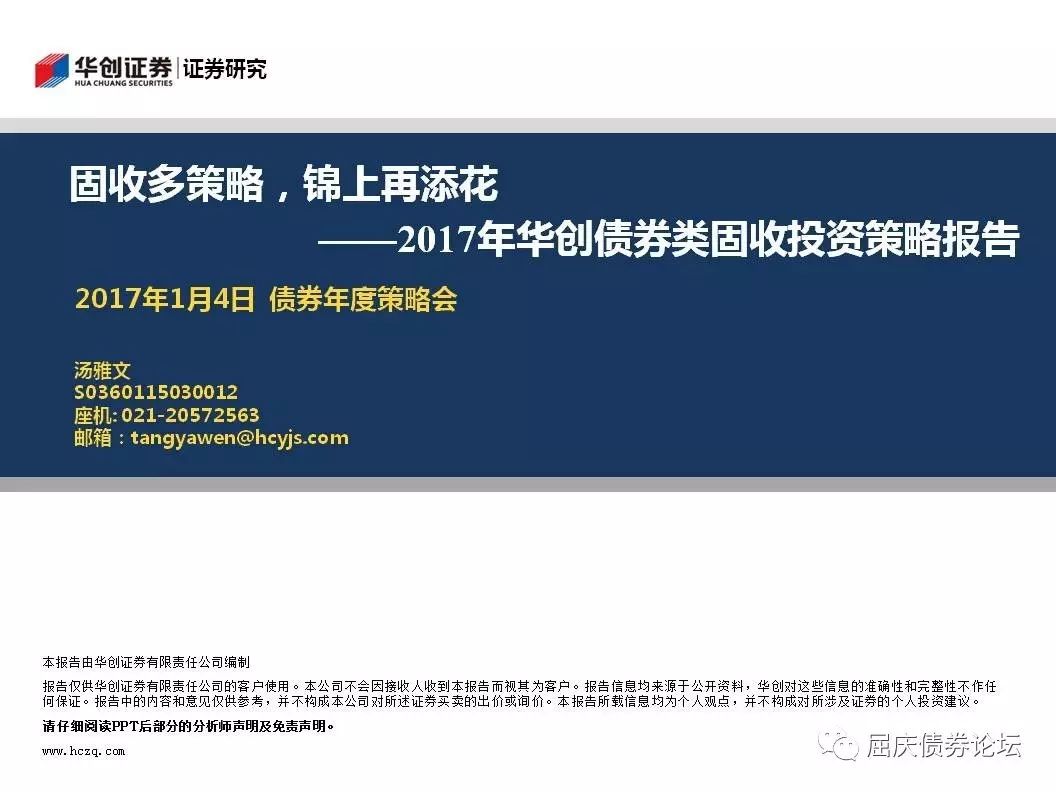 华创证券 | 证券研究
HUA CHUANG SECURITIES
固收多策略，锦上再添花
——2017年华创债券类固收投资策略报告
2017年1月4日 债券年度策略会
汤雅文
S0360115030012
座机: 021-20572563
邮箱：tangyawen@hcyjs.com
本报告由华创证券有限责任公司编制
报告仅供华创证券有限责任公司的客户使用。本公司不会因接收人收到本报告而视其为客户。报告信息均来源于公开资料，华创对这些信息的准确性和完整性不作任
何保证。报告中的内容和意见仅供参考，并不构成本公司对所述证券买卖的出价或询价。本报告所载信息均为个人观点，并不构成对所涉及证券的个人投资建议。
请仔细阅读PPT后部分的分析师声明及免责声明。
www.hczq.com
屈庆债券论坛